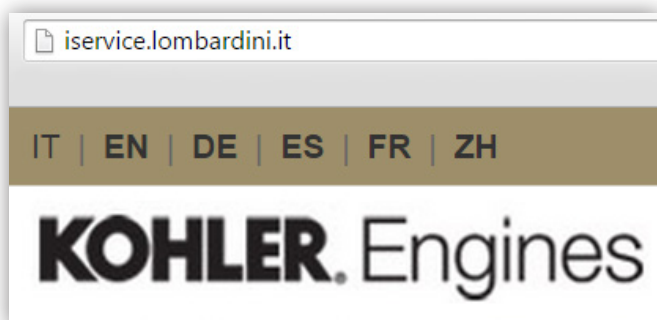 iservice.lombardini.it
IT | EN | DE | ES | FR | ZH
KOHLER. Engines